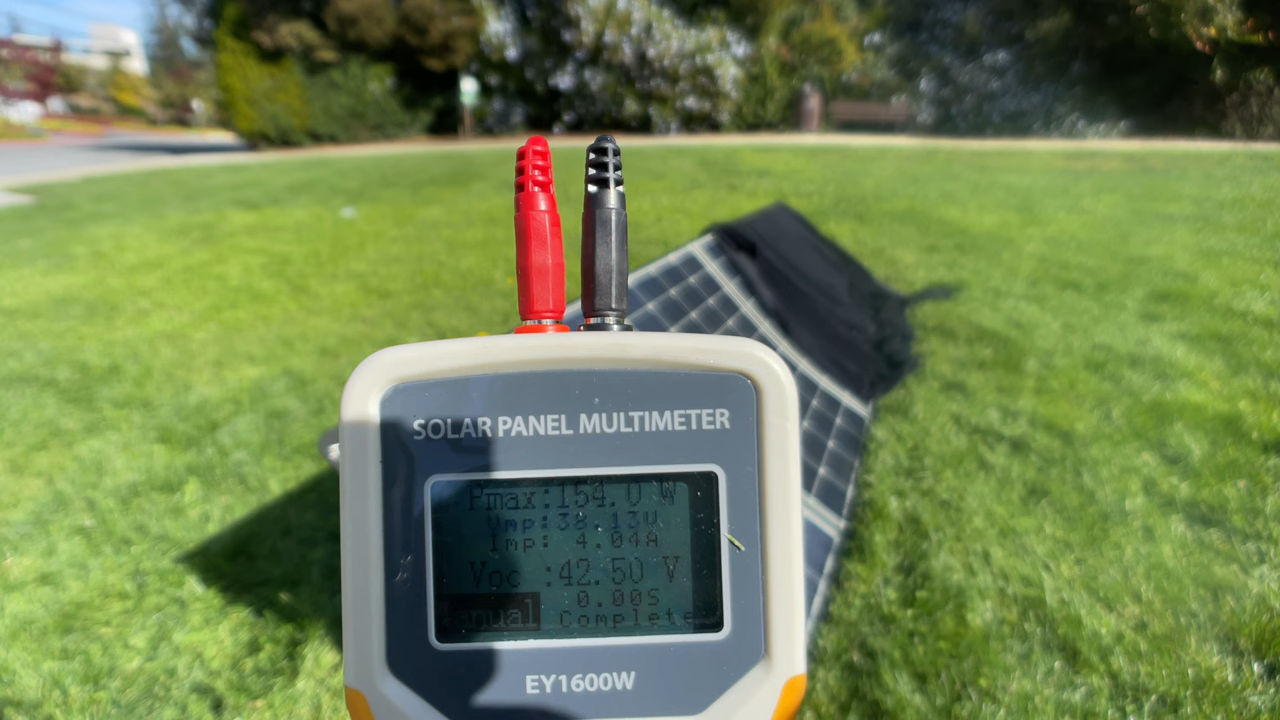 SOLAR PANEL MULTIMETER
Pmax:154.0 W
Vmp:38.13V
Imp: 4.04A
Voc :42.50 V
0.00S
Manual Complete
EY1600W